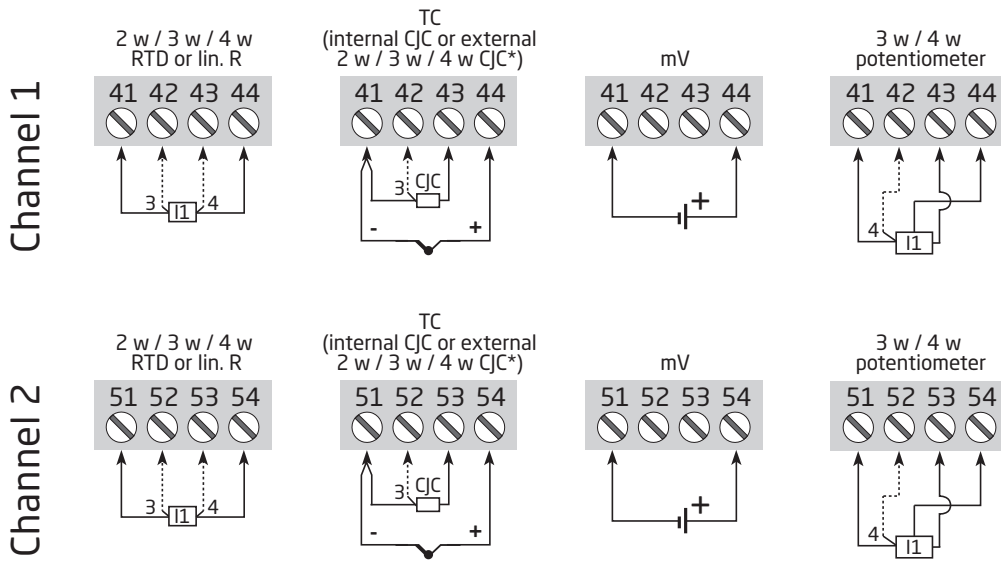 Channel 1
2 w / 3 w / 4 w
RTD or lin. R
41 42 43 44
3 I1 4
TC
(internal CJC or external
2 w / 3 w / 4 w CJC*)
41 42 43 44
3 CJC
- +
mV
41 42 43 44
+
3 w / 4 w
potentiometer
41 42 43 44
4 I1
Channel 2
2 w / 3 w / 4 w
RTD or lin. R
51 52 53 54
3 I1 4
TC
(internal CJC or external
2 w / 3 w / 4 w CJC*)
51 52 53 54
3 CJC
- +
mV
51 52 53 54
+
3 w / 4 w
potentiometer
51 52 53 54
4 I1